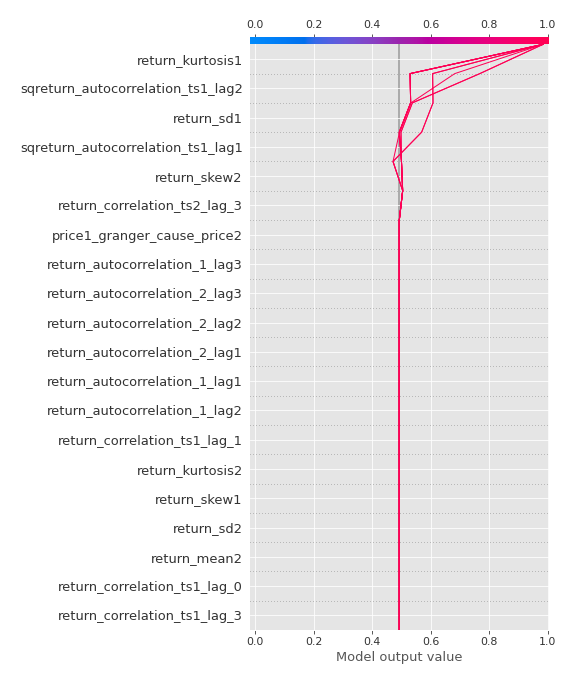 0.0 0.2 0.4 0.6 0.8 1.0
return_kurtosis1
sqreturn_autocorrelation_ts1_lag2
return_sd1
sqreturn_autocorrelation_ts1_lag1
return_skew2
return_correlation_ts2_lag_3
price1_granger_cause_price2
return_autocorrelation_1_lag3
return_autocorrelation_2_lag3
return_autocorrelation_2_lag2
return_autocorrelation_2_lag1
return_autocorrelation_1_lag1
return_autocorrelation_1_lag2
return_correlation_ts1_lag_1
return_kurtosis2
return_skew1
return_sd2
return_mean2
return_correlation_ts1_lag_0
return_correlation_ts1_lag_3
0.0 0.2 0.4 0.6 0.8 1.0
Model output value